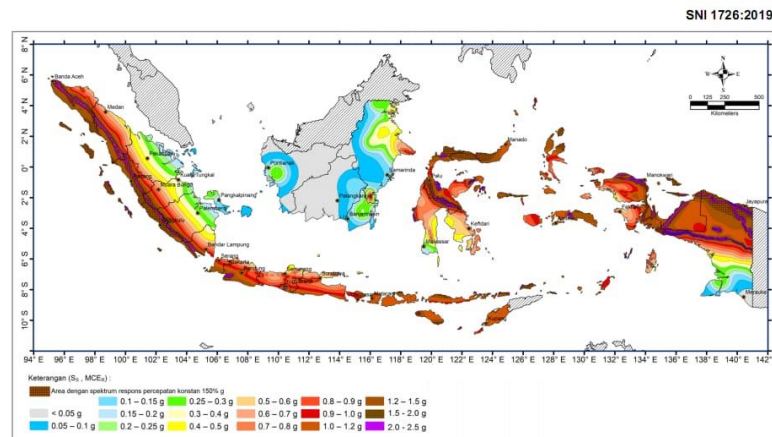 SNI 1726:2019
8° N
6° N
4° N
2° N
0°
2° S
4° S
6° S
8° S
10° S
Banda Aceh
Medan
Pekanbaru
Kuala Tungkal
Padang
Muara Bungo
Pangkalpinang
Palembang
Bengkulu
Bandar Lampung
Serang
Jakarta
Bandung
Semarang
Surabaya
Pontianak
Samarinda
Palangkaraya
Banjarmasin
Palu
Manado
Kendari
Makassar
Mataram
Kupang
Ambon
Manokwari
Jayapura
Merauke
N
W E
S
0 125 250 500
Kilometers
94° E 96° E 98° E 100° E 102° E 104° E 106° E 108° E 110° E 112° E 114° E 116° E 118° E 120° E 122° E 124° E 126° E 128° E 130° E 132° E 134° E 136° E 138° E 140° E 142° E
Keterangan (S_S , MCE_R) :
Area dengan spektrum respons percepatan konstan 150% g
< 0.05 g
0.05 - 0.1 g
0.1 – 0.15 g
0.15 – 0.2 g
0.2 – 0.25 g
0.25 – 0.3 g
0.3 – 0.4 g
0.4 – 0.5 g
0.5 – 0.6 g
0.6 – 0.7 g
0.7 – 0.8 g
0.8 – 0.9 g
0.9 – 1.0 g
1.0 – 1.2 g
1.2 – 1.5 g
1.5 - 2.0 g
2.0 - 2.5 g